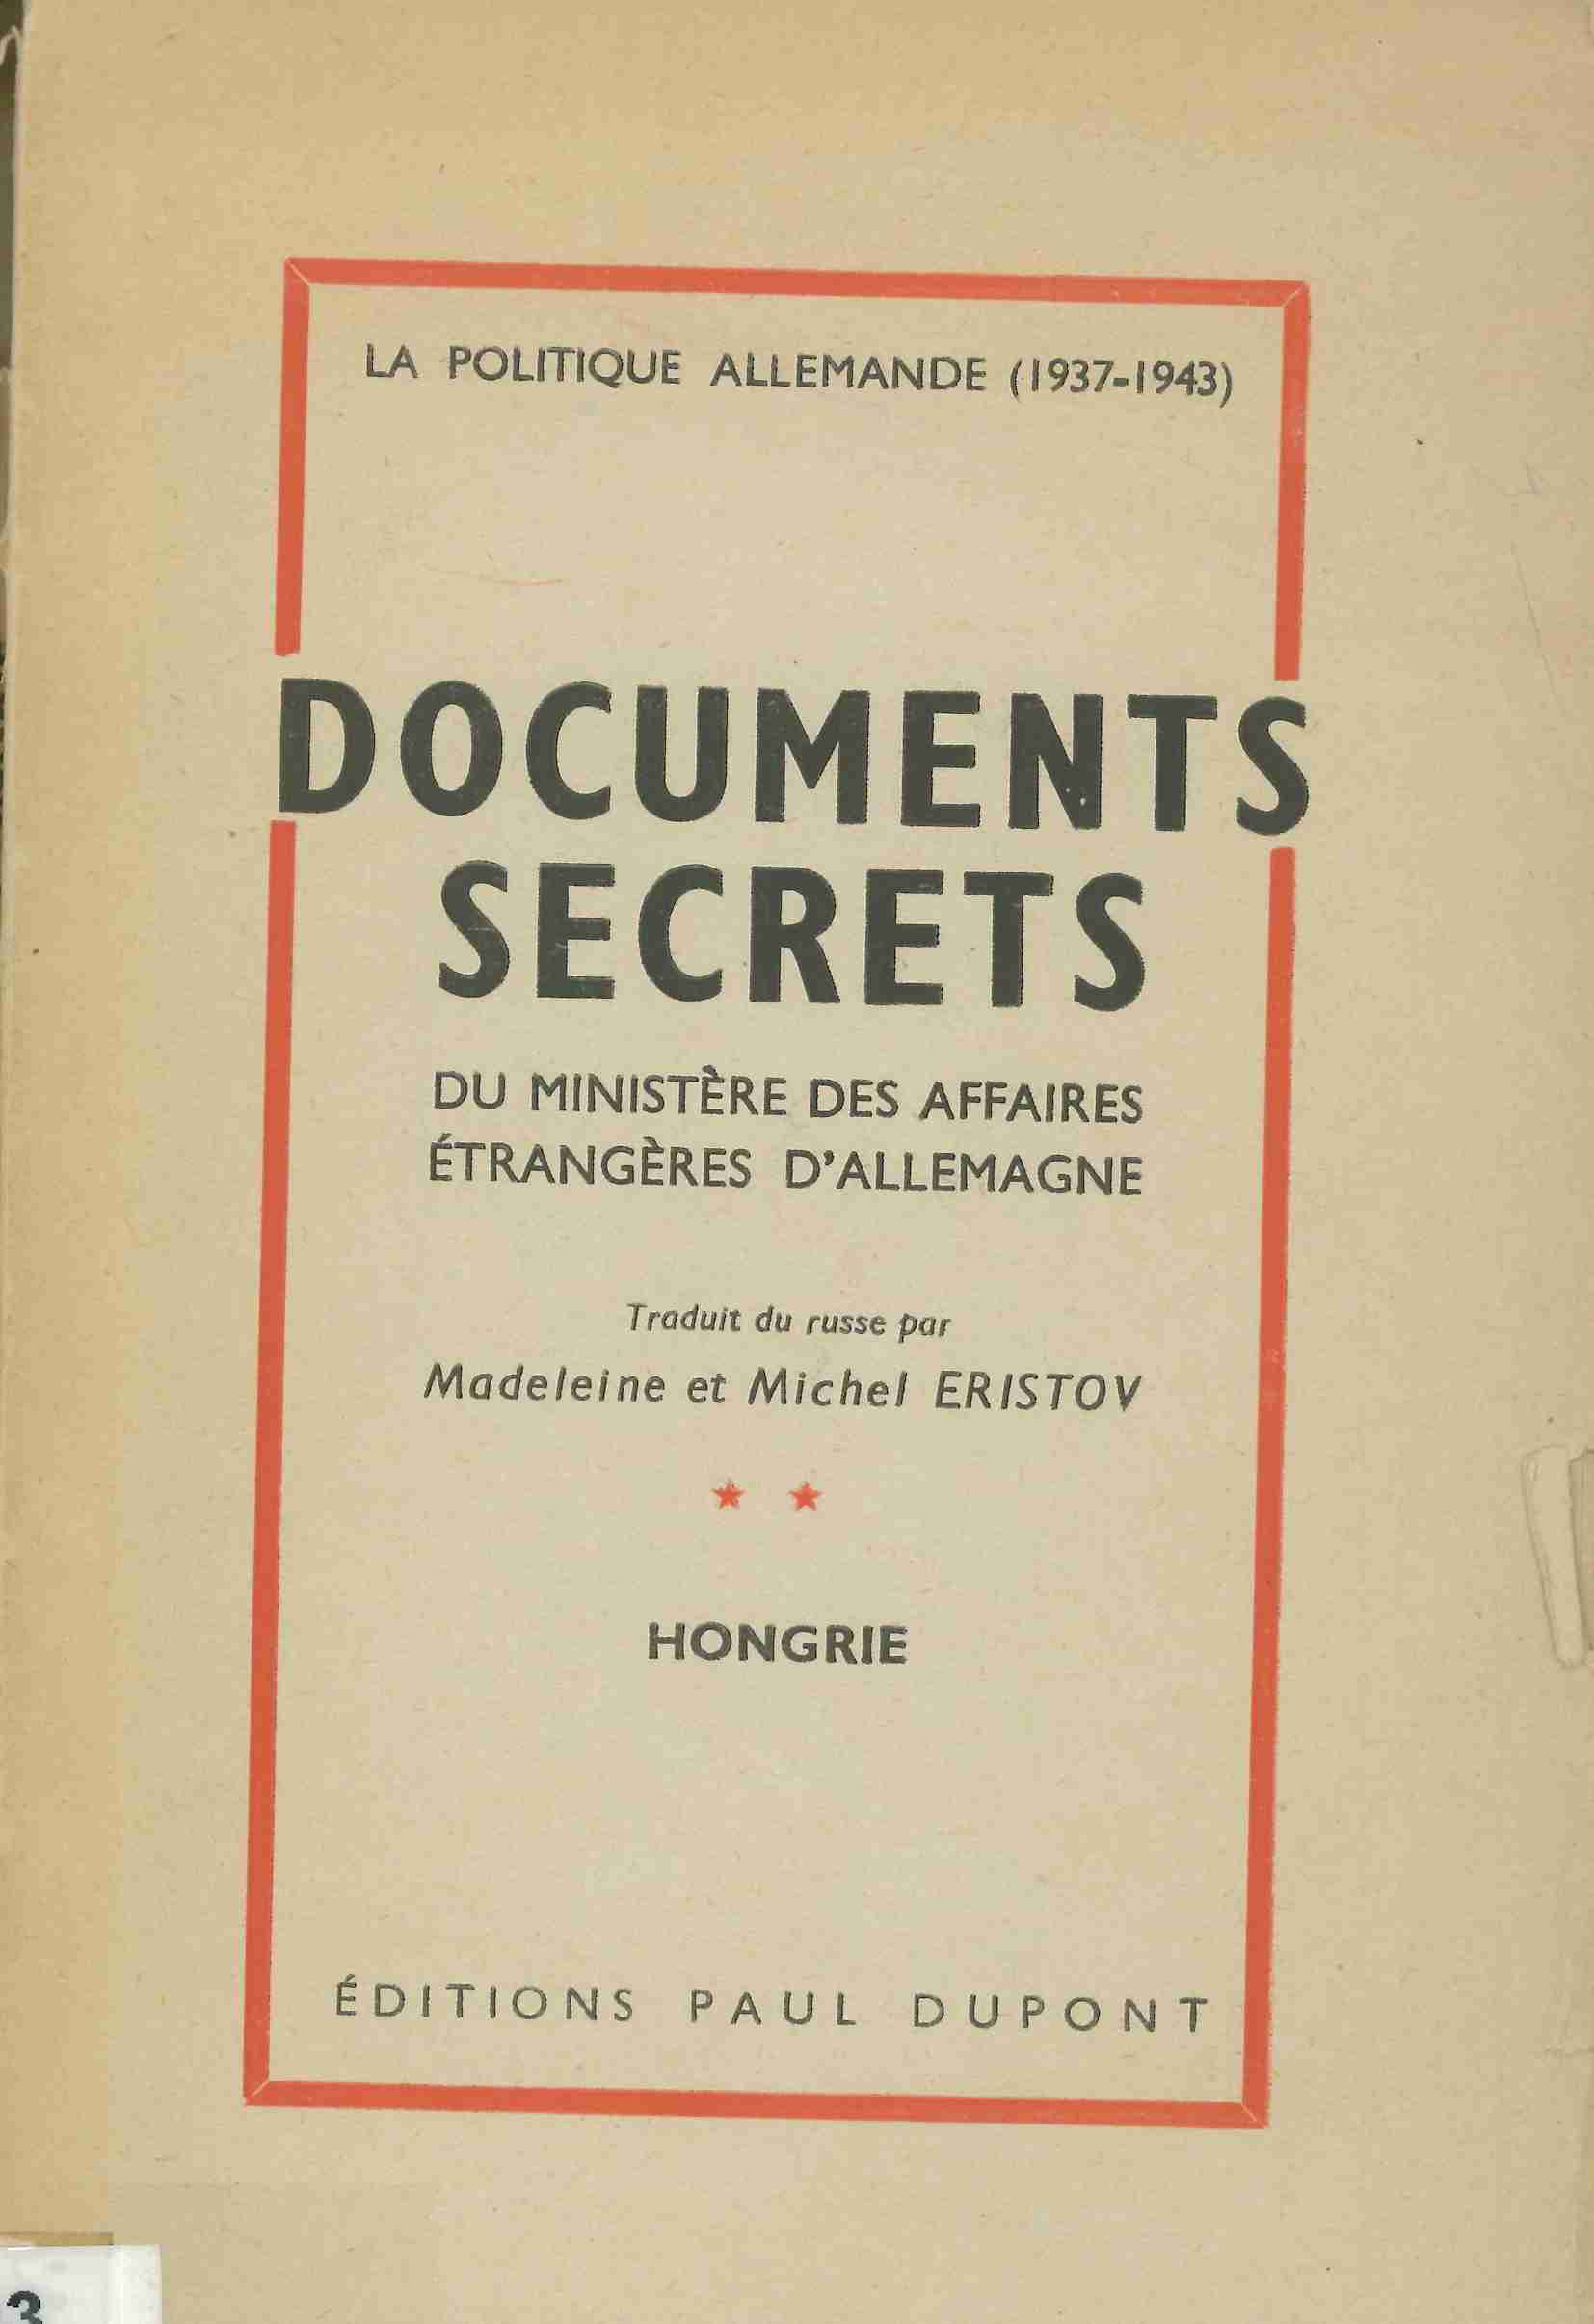 LA POLITIQUE ALLEMANDE (1937-1943)
DOCUMENTS
SECRETS
DU MINISTÈRE DES AFFAIRES
ÉTRANGÈRES D'ALLEMAGNE
Traduit du russe par
Madeleine et Michel ERISTOV
★ ★
HONGRIE
ÉDITIONS PAUL DUPONT
3